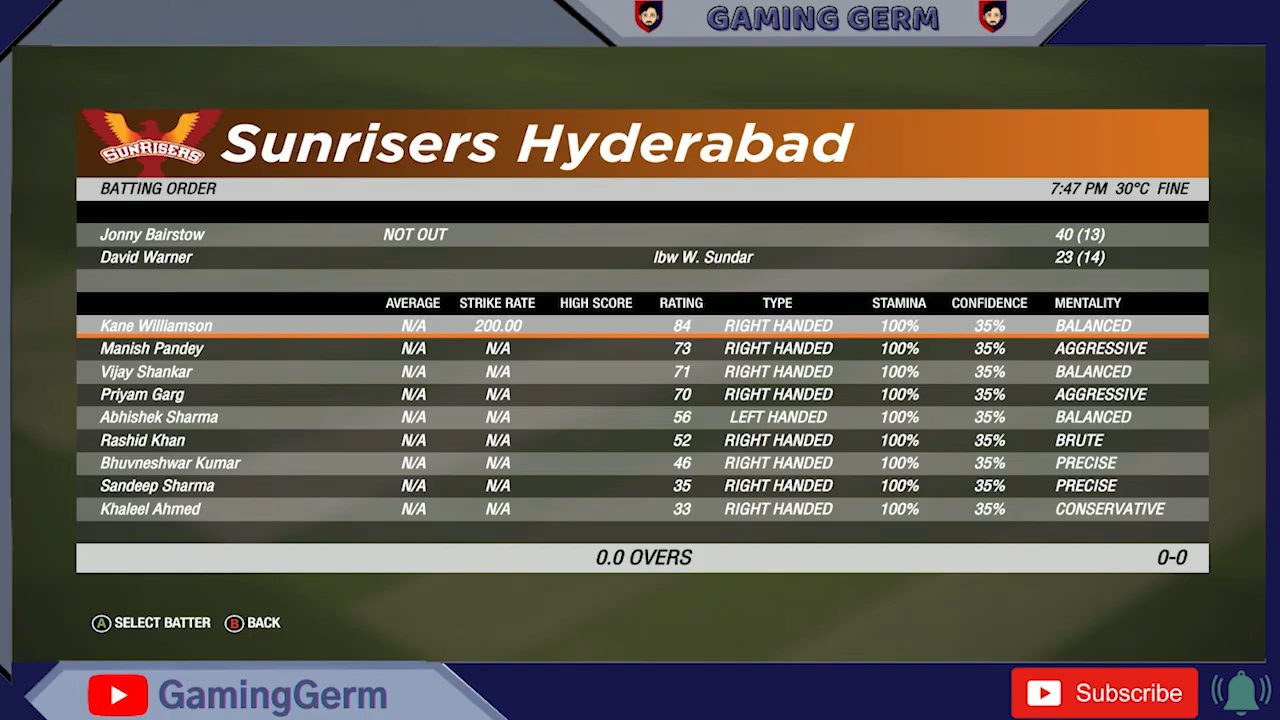 GAMING GERM
SUNRISERS
Sunrisers Hyderabad
BATTING ORDER 7:47 PM 30°C FINE
Jonny Bairstow NOT OUT 40 (13)
David Warner lbw W. Sundar 23 (14)
AVERAGE STRIKE RATE HIGH SCORE RATING TYPE STAMINA CONFIDENCE MENTALITY
Kane Williamson N/A 200.00 84 RIGHT HANDED 100% 35% BALANCED
Manish Pandey N/A N/A 73 RIGHT HANDED 100% 35% AGGRESSIVE
Vijay Shankar N/A N/A 71 RIGHT HANDED 100% 35% BALANCED
Priyam Garg N/A N/A 70 RIGHT HANDED 100% 35% AGGRESSIVE
Abhishek Sharma N/A N/A 56 LEFT HANDED 100% 35% BALANCED
Rashid Khan N/A N/A 52 RIGHT HANDED 100% 35% BRUTE
Bhuvneshwar Kumar N/A N/A 46 RIGHT HANDED 100% 35% PRECISE
Sandeep Sharma N/A N/A 35 RIGHT HANDED 100% 35% PRECISE
Khaleel Ahmed N/A N/A 33 RIGHT HANDED 100% 35% CONSERVATIVE
0.0 OVERS 0-0
A SELECT BATTER B BACK
GamingGerm Subscribe